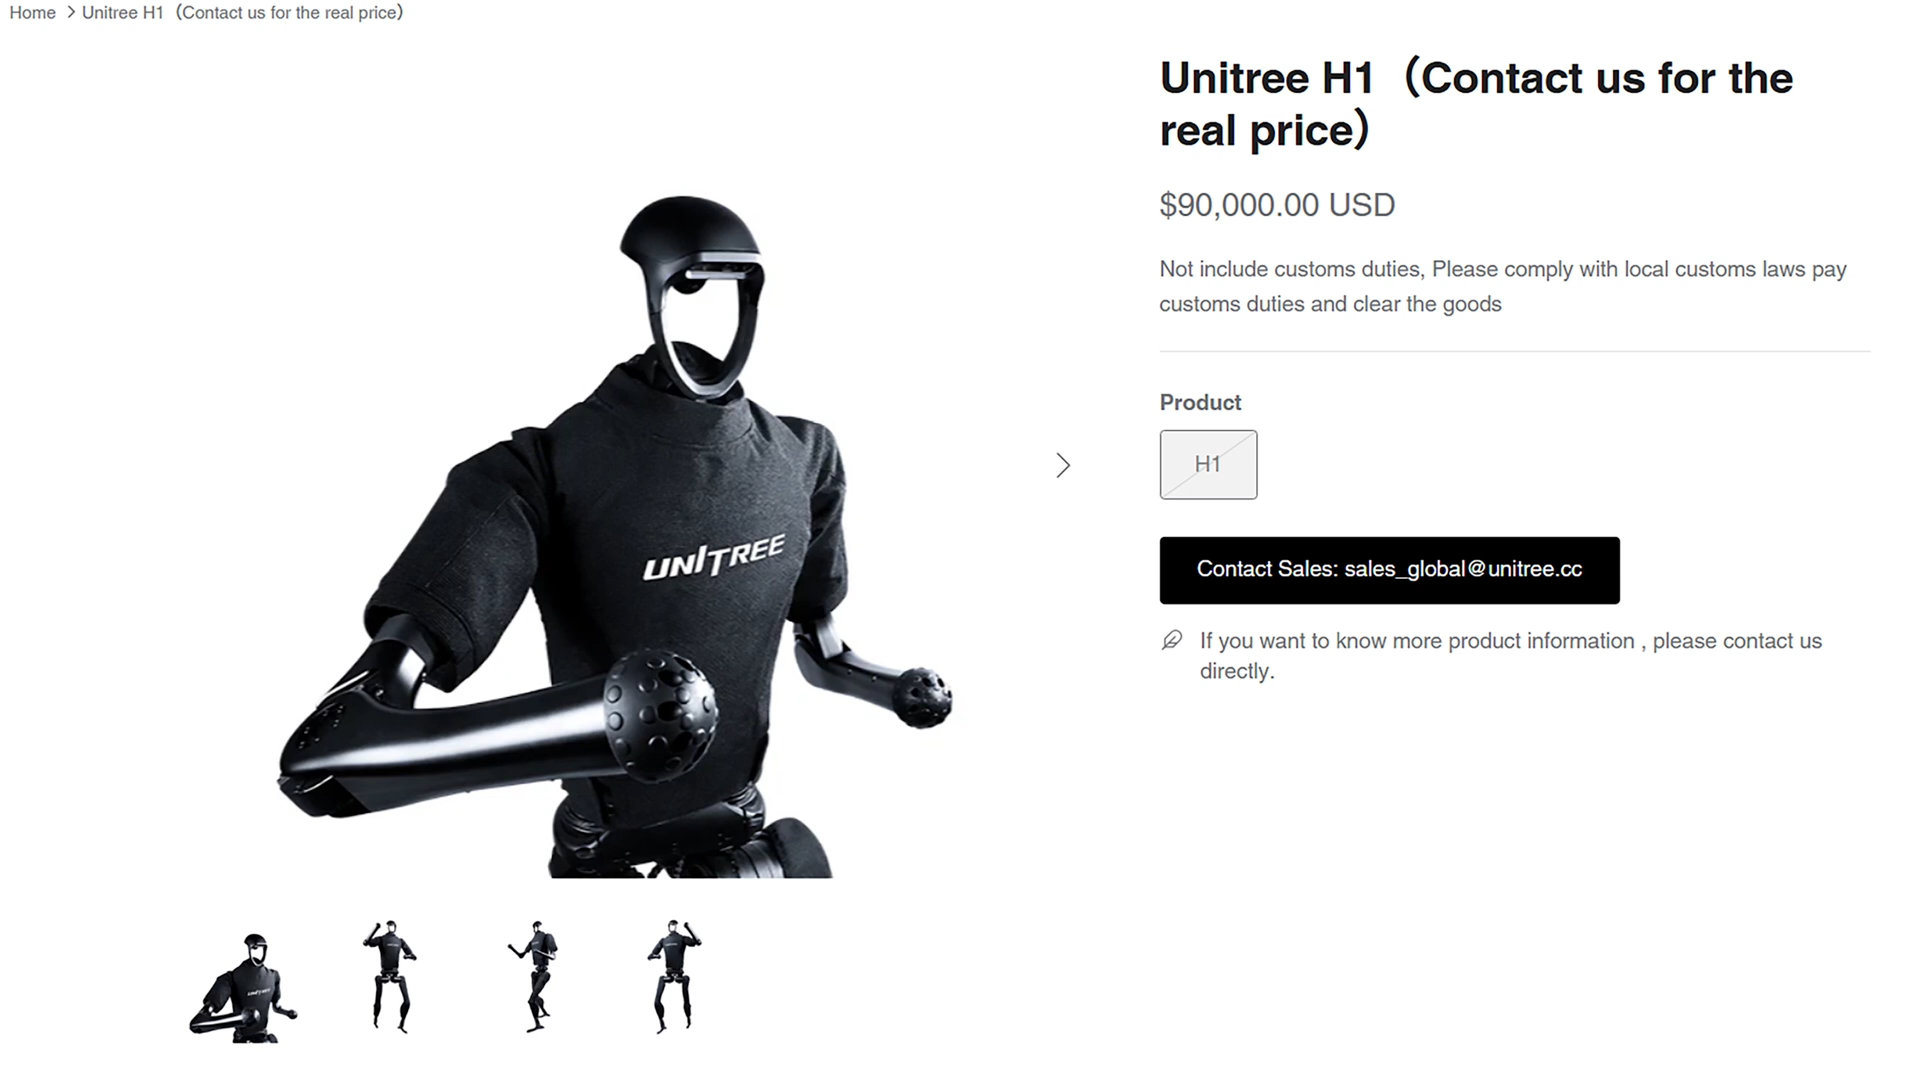 Home > Unitree H1（Contact us for the real price）
Unitree H1（Contact us for the
real price）
$90,000.00 USD
Not include customs duties, Please comply with local customs laws pay
customs duties and clear the goods
Product
H1
UNITREE
Contact Sales: sales_global@unitree.cc
If you want to know more product information , please contact us
directly.